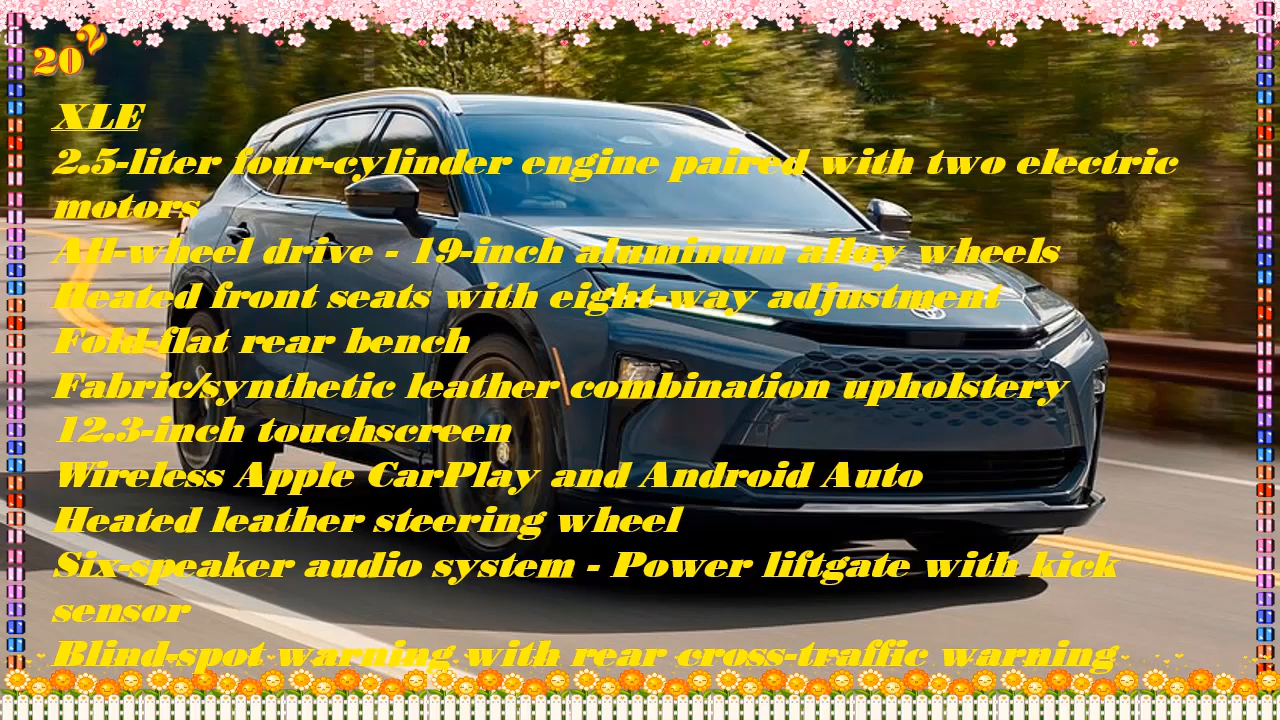 20
XLE
2.5-liter four-cylinder engine paired with two electric
motors
All-wheel drive - 19-inch aluminum alloy wheels
Heated front seats with eight-way adjustment
Fold-flat rear bench
Fabric/synthetic leather combination upholstery
12.3-inch touchscreen
Wireless Apple CarPlay and Android Auto
Heated leather steering wheel
Six-speaker audio system - Power liftgate with kick
sensor
Blind-spot warning with rear cross-traffic warning